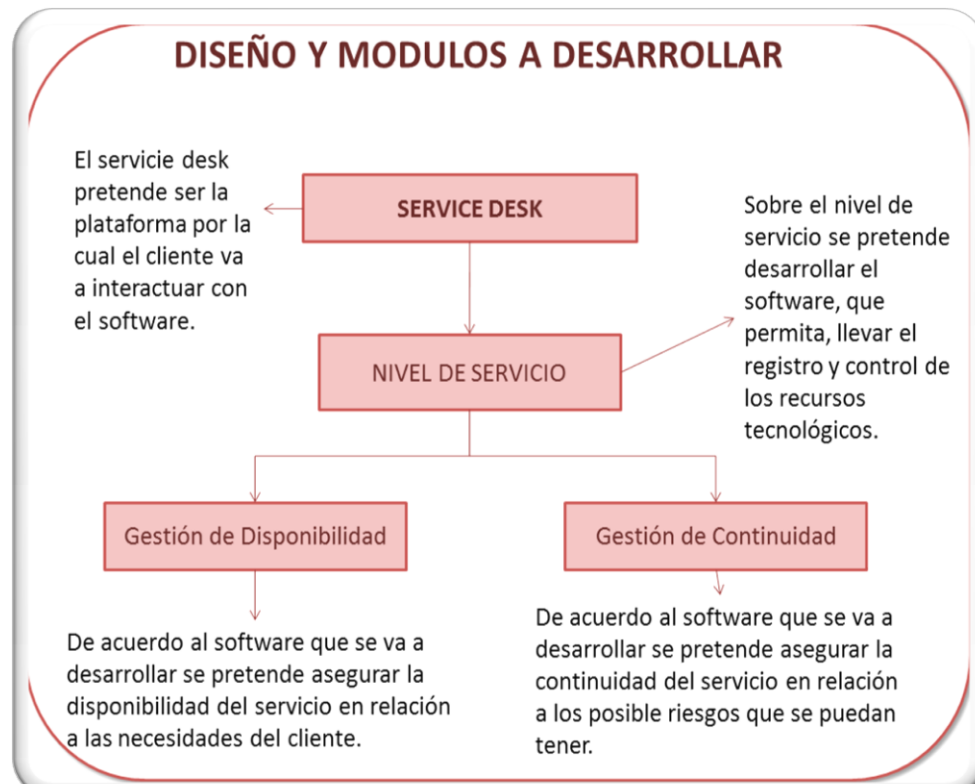 DISEÑO Y MODULOS A DESARROLLAR
El servicie desk
pretende ser la
plataforma por la
cual el cliente va
a interactuar con
el software.
SERVICE DESK
Sobre el nivel de
servicio se pretende
desarrollar el
software, que
permita, llevar el
registro y control de
los recursos
tecnológicos.
NIVEL DE SERVICIO
Gestión de Disponibilidad
Gestión de Continuidad
De acuerdo al software que se va a
desarrollar se pretende asegurar la
disponibilidad del servicio en relación
a las necesidades del cliente.
De acuerdo al software que se va a
desarrollar se pretende asegurar la
continuidad del servicio en relación
a los posible riesgos que se puedan
tener.